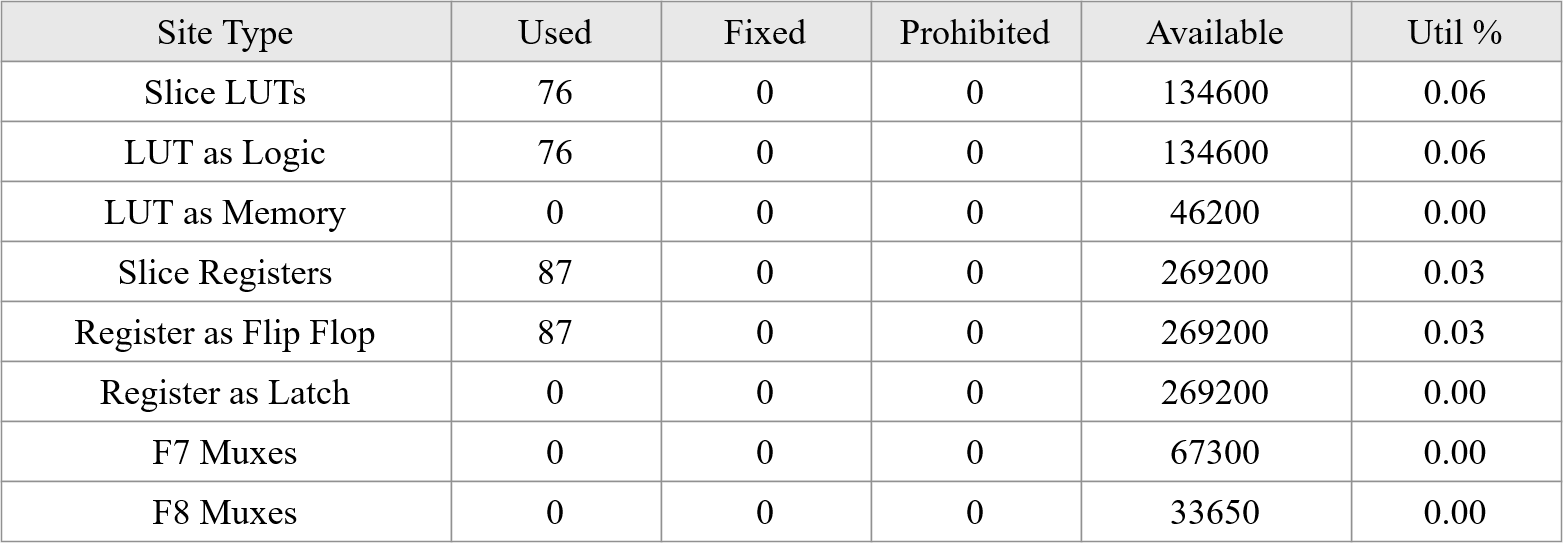 Site Type Used Fixed Prohibited Available Util %
Slice LUTs 76 0 0 134600 0.06
LUT as Logic 76 0 0 134600 0.06
LUT as Memory 0 0 0 46200 0.00
Slice Registers 87 0 0 269200 0.03
Register as Flip Flop 87 0 0 269200 0.03
Register as Latch 0 0 0 269200 0.00
F7 Muxes 0 0 0 67300 0.00
F8 Muxes 0 0 0 33650 0.00